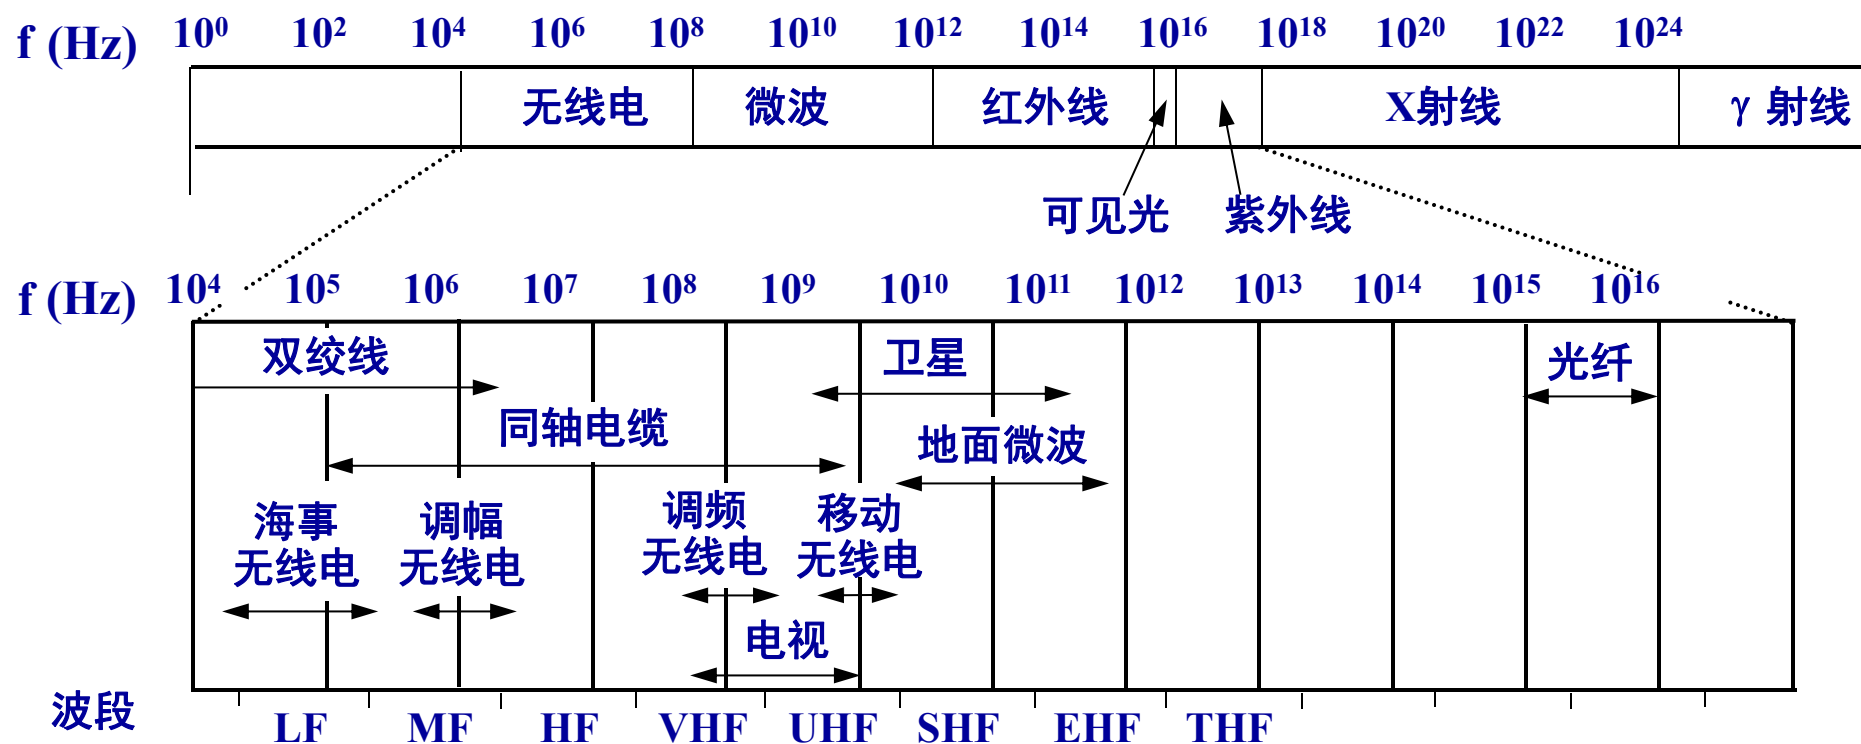 f (Hz) 10⁰ 10² 10⁴ 10⁶ 10⁸ 10¹⁰ 10¹² 10¹⁴ 10¹⁶ 10¹⁸ 10²⁰ 10²² 10²⁴
无线电 微波 红外线 X射线 γ 射线
可见光 紫外线
f (Hz) 10⁴ 10⁵ 10⁶ 10⁷ 10⁸ 10⁹ 10¹⁰ 10¹¹ 10¹² 10¹³ 10¹⁴ 10¹⁵ 10¹⁶
双绞线 卫星 光纤
同轴电缆 地面微波
海事 调幅 调频 移动
无线电 无线电 无线电 无线电
电视
波段 LF MF HF VHF UHF SHF EHF THF